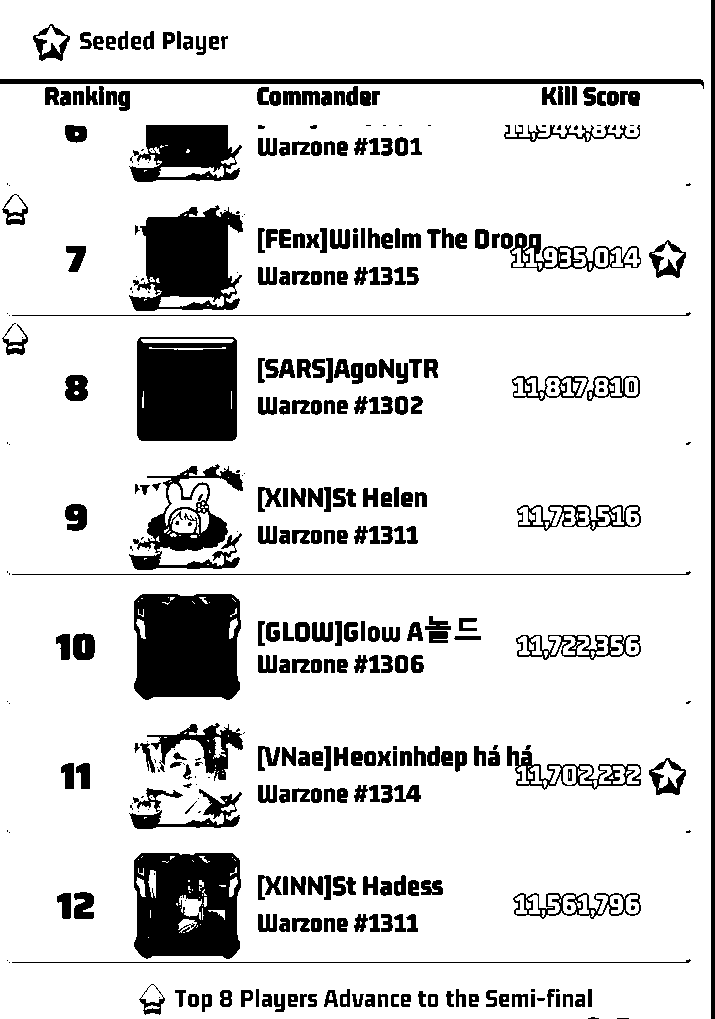 Seeded Player
Ranking Commander Kill Score
6 11,944,848
Warzone #1301
7 [FEnx]Wilhelm The Droog 11,935,014
Warzone #1315
8 [SARS]AgoNyTR 11,817,810
Warzone #1302
9 [XINN]St Helen 11,733,516
Warzone #1311
10 [GLOW]Glow A놀드 11,722,356
Warzone #1306
11 [VNae]Heoxinhdep há há 11,702,232
Warzone #1314
12 [XINN]St Hadess 11,561,796
Warzone #1311
Top 8 Players Advance to the Semi-final